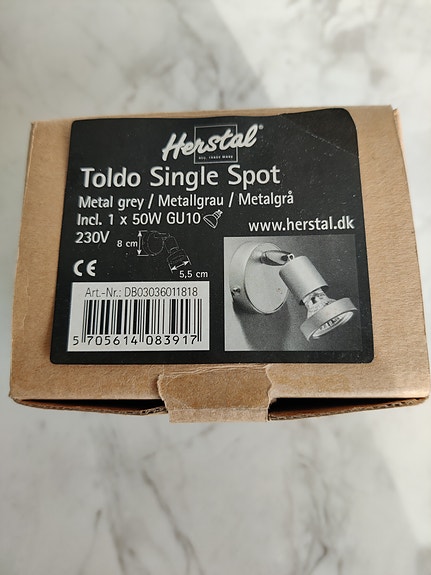 Herstal®
REG. TRADE MARK
Toldo Single Spot
Metal grey / Metallgrau / Metalgrå
Incl. 1 x 50W GU10
www.herstal.dk
230V
8 cm
5,5 cm
CE
Art.-Nr.: DB03036011818
5 705614 083917